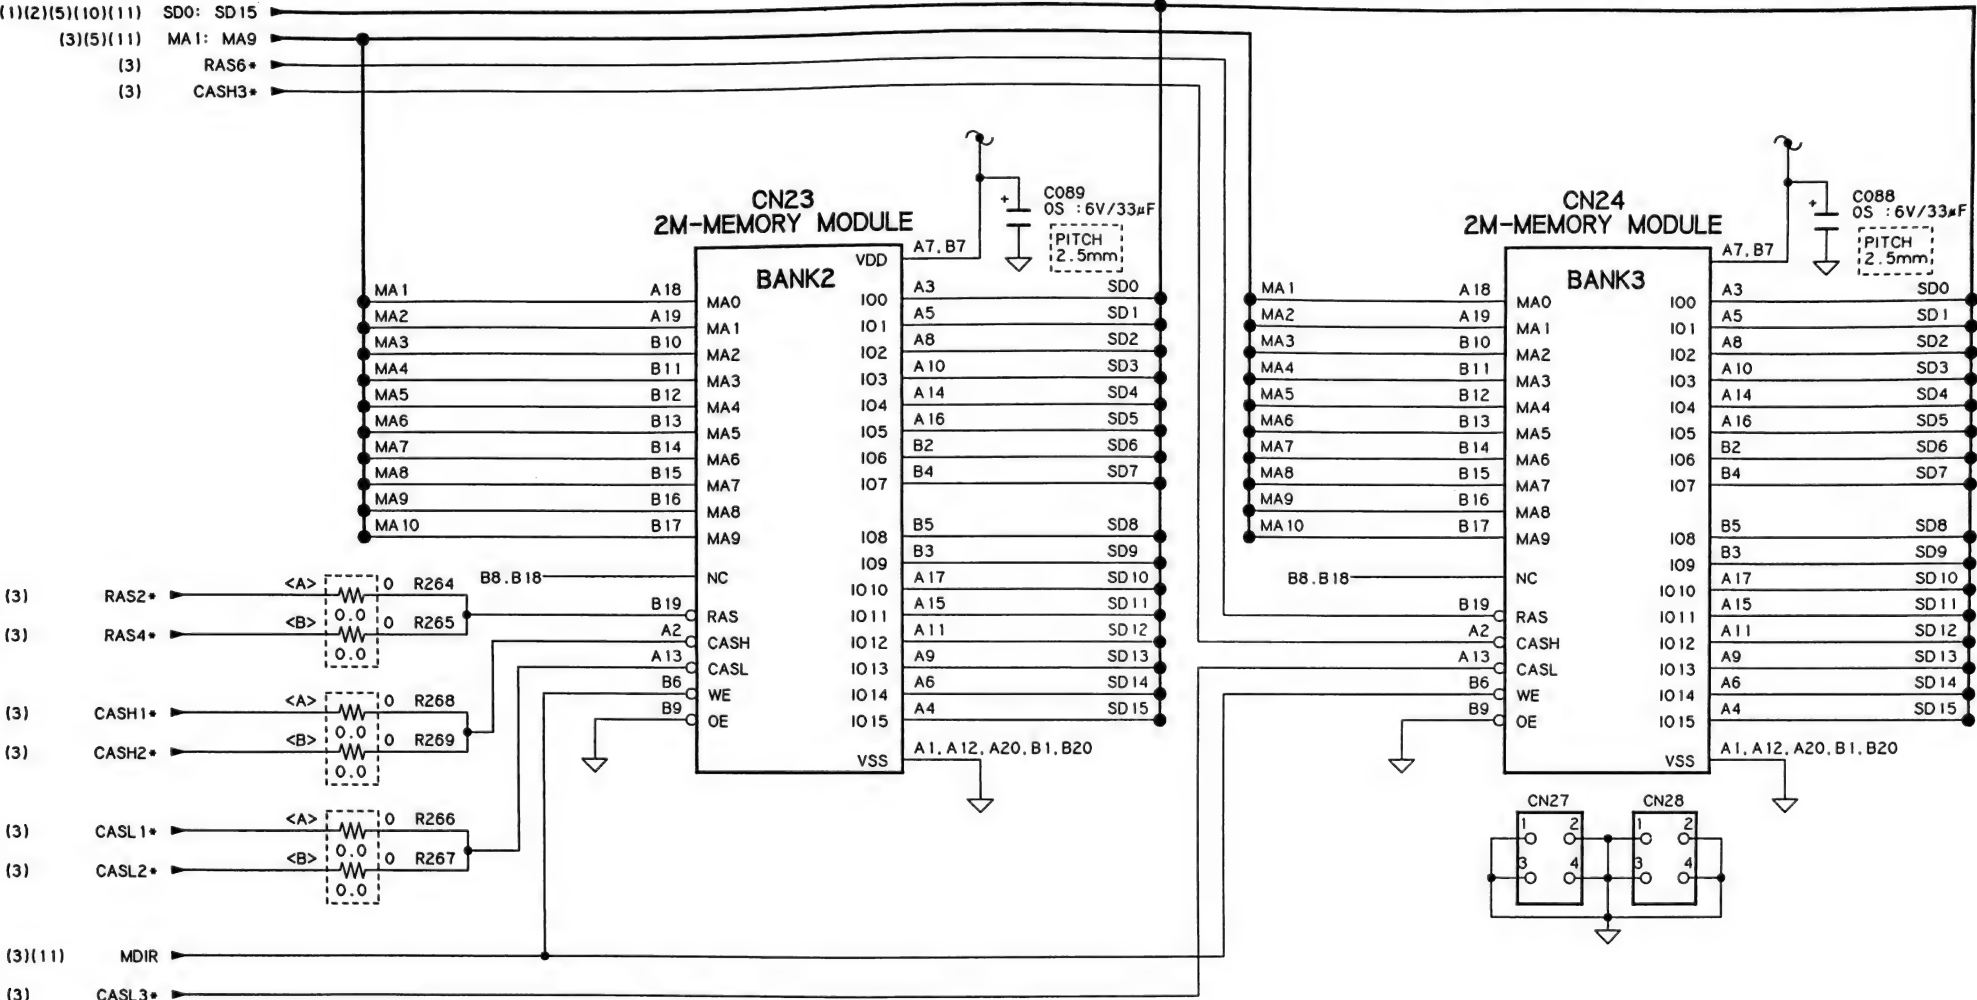 (1)(2)(5)(10)(11) SD0: SD15
(3)(5)(11) MA1: MA9
(3) RAS6*
(3) CASH3*
CN23
2M-MEMORY MODULE
BANK2
C089
OS :6V/33µF
PITCH
2.5mm
VDD A7,B7
MA1 A18 MA0 IO0 A3 SD0
MA2 A19 MA1 IO1 A5 SD1
MA3 B10 MA2 IO2 A8 SD2
MA4 B11 MA3 IO3 A10 SD3
MA5 B12 MA4 IO4 A14 SD4
MA6 B13 MA5 IO5 A16 SD5
MA7 B14 MA6 IO6 B2 SD6
MA8 B15 MA7 IO7 B4 SD7
MA9 B16 MA8
MA10 B17 MA9 IO8 B5 SD8
IO9 B3 SD9
B8.B18 NC IO10 A17 SD10
B19 RAS IO11 A15 SD11
A2 CASH IO12 A11 SD12
A13 CASL IO13 A9 SD13
B6 WE IO14 A6 SD14
B9 OE IO15 A4 SD15
VSS A1,A12,A20,B1,B20
CN24
2M-MEMORY MODULE
BANK3
C088
OS :6V/33µF
PITCH
2.5mm
A7,B7
MA1 A18 MA0 IO0 A3 SD0
MA2 A19 MA1 IO1 A5 SD1
MA3 B10 MA2 IO2 A8 SD2
MA4 B11 MA3 IO3 A10 SD3
MA5 B12 MA4 IO4 A14 SD4
MA6 B13 MA5 IO5 A16 SD5
MA7 B14 MA6 IO6 B2 SD6
MA8 B15 MA7 IO7 B4 SD7
MA9 B16 MA8
MA10 B17 MA9 IO8 B5 SD8
IO9 B3 SD9
B8.B18 NC IO10 A17 SD10
B19 RAS IO11 A15 SD11
A2 CASH IO12 A11 SD12
A13 CASL IO13 A9 SD13
B6 WE IO14 A6 SD14
B9 OE IO15 A4 SD15
VSS A1,A12,A20,B1,B20
(3) RAS2* <A> 0 R264
0.0
(3) RAS4* <B> 0 R265
0.0
(3) CASH1* <A> 0 R268
0.0
(3) CASH2* <B> 0 R269
0.0
(3) CASL1* <A> 0 R266
0.0
(3) CASL2* <B> 0 R267
0.0
(3)(11) MDIR
(3) CASL3*
CN27 CN28
1 2 1 2
3 4 3 4